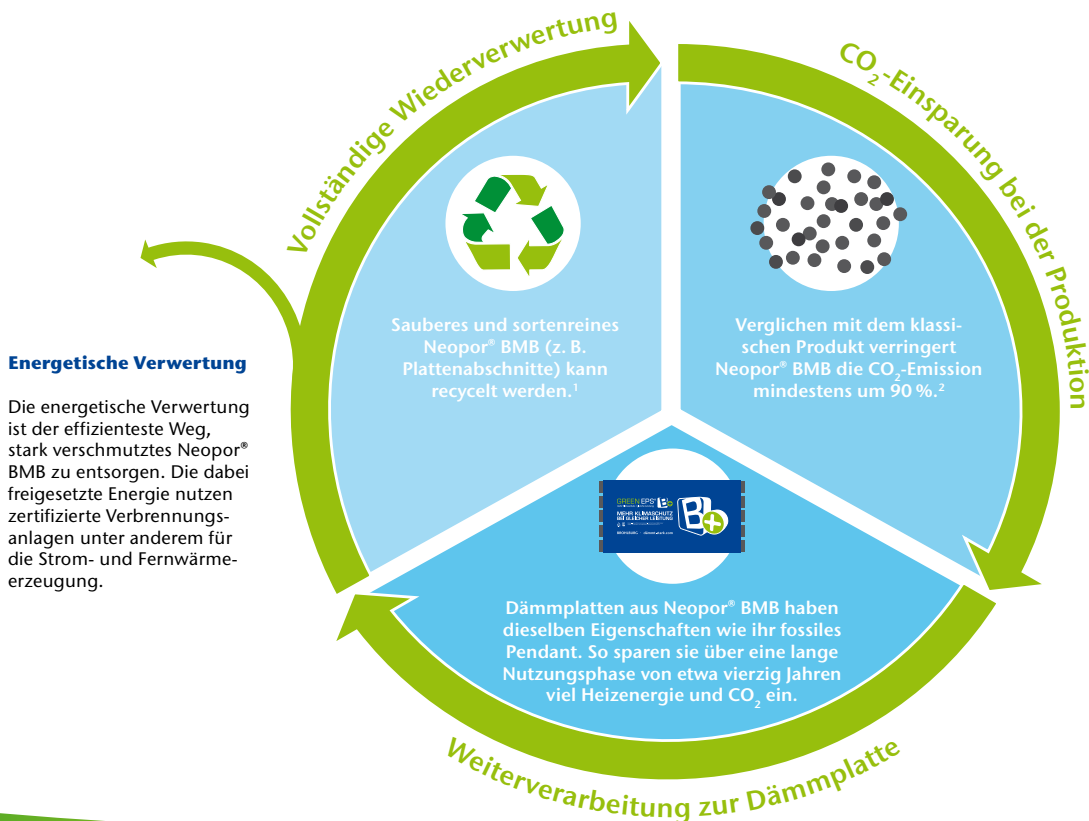 Vollständige Wiederverwertung
CO₂-Einsparung bei der Produktion
Sauberes und sortenreines
Neopor® BMB (z. B.
Plattenabschnitte) kann
recycelt werden.¹
Verglichen mit dem klassi-
schen Produkt verringert
Neopor® BMB die CO₂-Emission
mindestens um 90 %.²
Energetische Verwertung
Die energetische Verwertung
ist der effizienteste Weg,
stark verschmutztes Neopor®
BMB zu entsorgen. Die dabei
freigesetzte Energie nutzen
zertifizierte Verbrennungs-
anlagen unter anderem für
die Strom- und Fernwärme-
erzeugung.
GREEN EPS® B+
MEHR KLIMASCHUTZ
BEI GLEICHER LEISTUNG
B+
Dämmplatten aus Neopor® BMB haben
dieselben Eigenschaften wie ihr fossiles
Pendant. So sparen sie über eine lange
Nutzungsphase von etwa vierzig Jahren
viel Heizenergie und CO₂ ein.
Weiterverarbeitung zur Dämmplatte